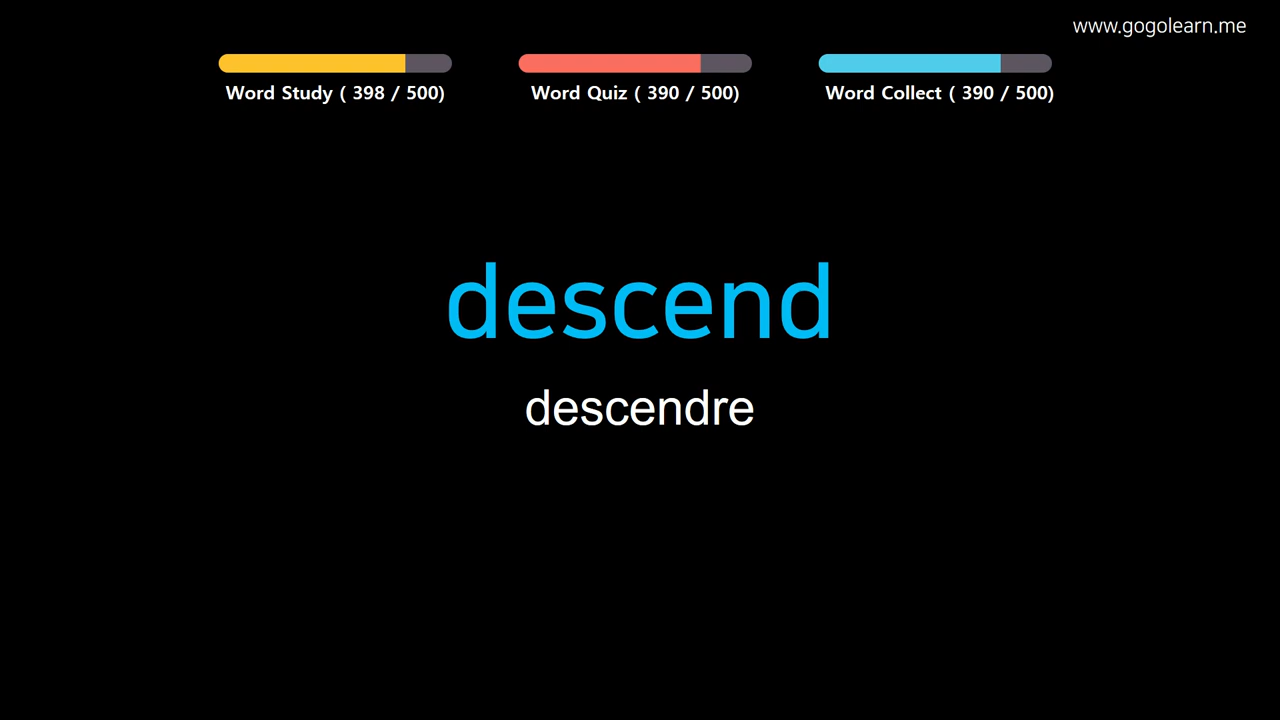 www.gogolearn.me
Word Study ( 398 / 500)
Word Quiz ( 390 / 500)
Word Collect ( 390 / 500)
descend
descendre